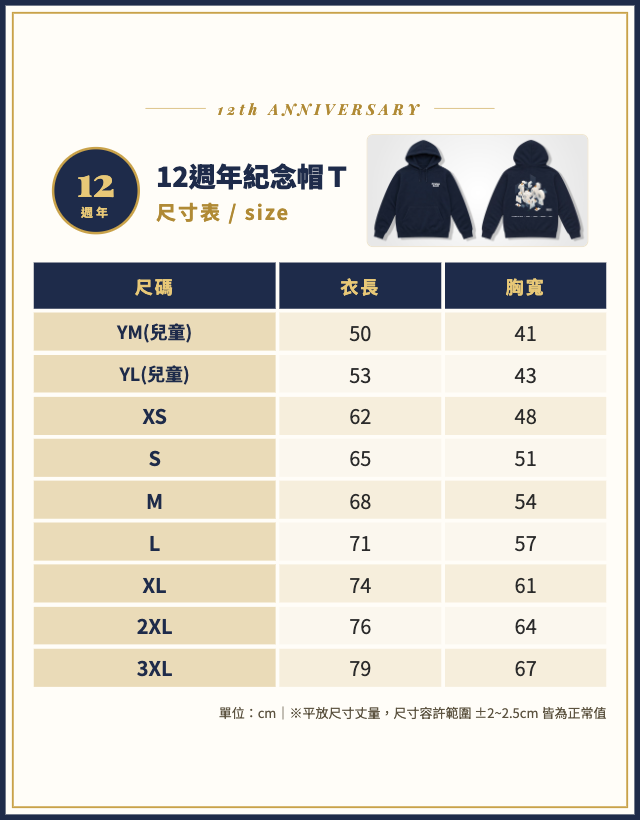 12th ANNIVERSARY
12
週年
12週年紀念帽T
尺寸表 / size
尺碼 衣長 胸寬
YM(兒童) 50 41
YL(兒童) 53 43
XS 62 48
S 65 51
M 68 54
L 71 57
XL 74 61
2XL 76 64
3XL 79 67
單位：cm｜※平放尺寸丈量，尺寸容許範圍 ±2~2.5cm 皆為正常值